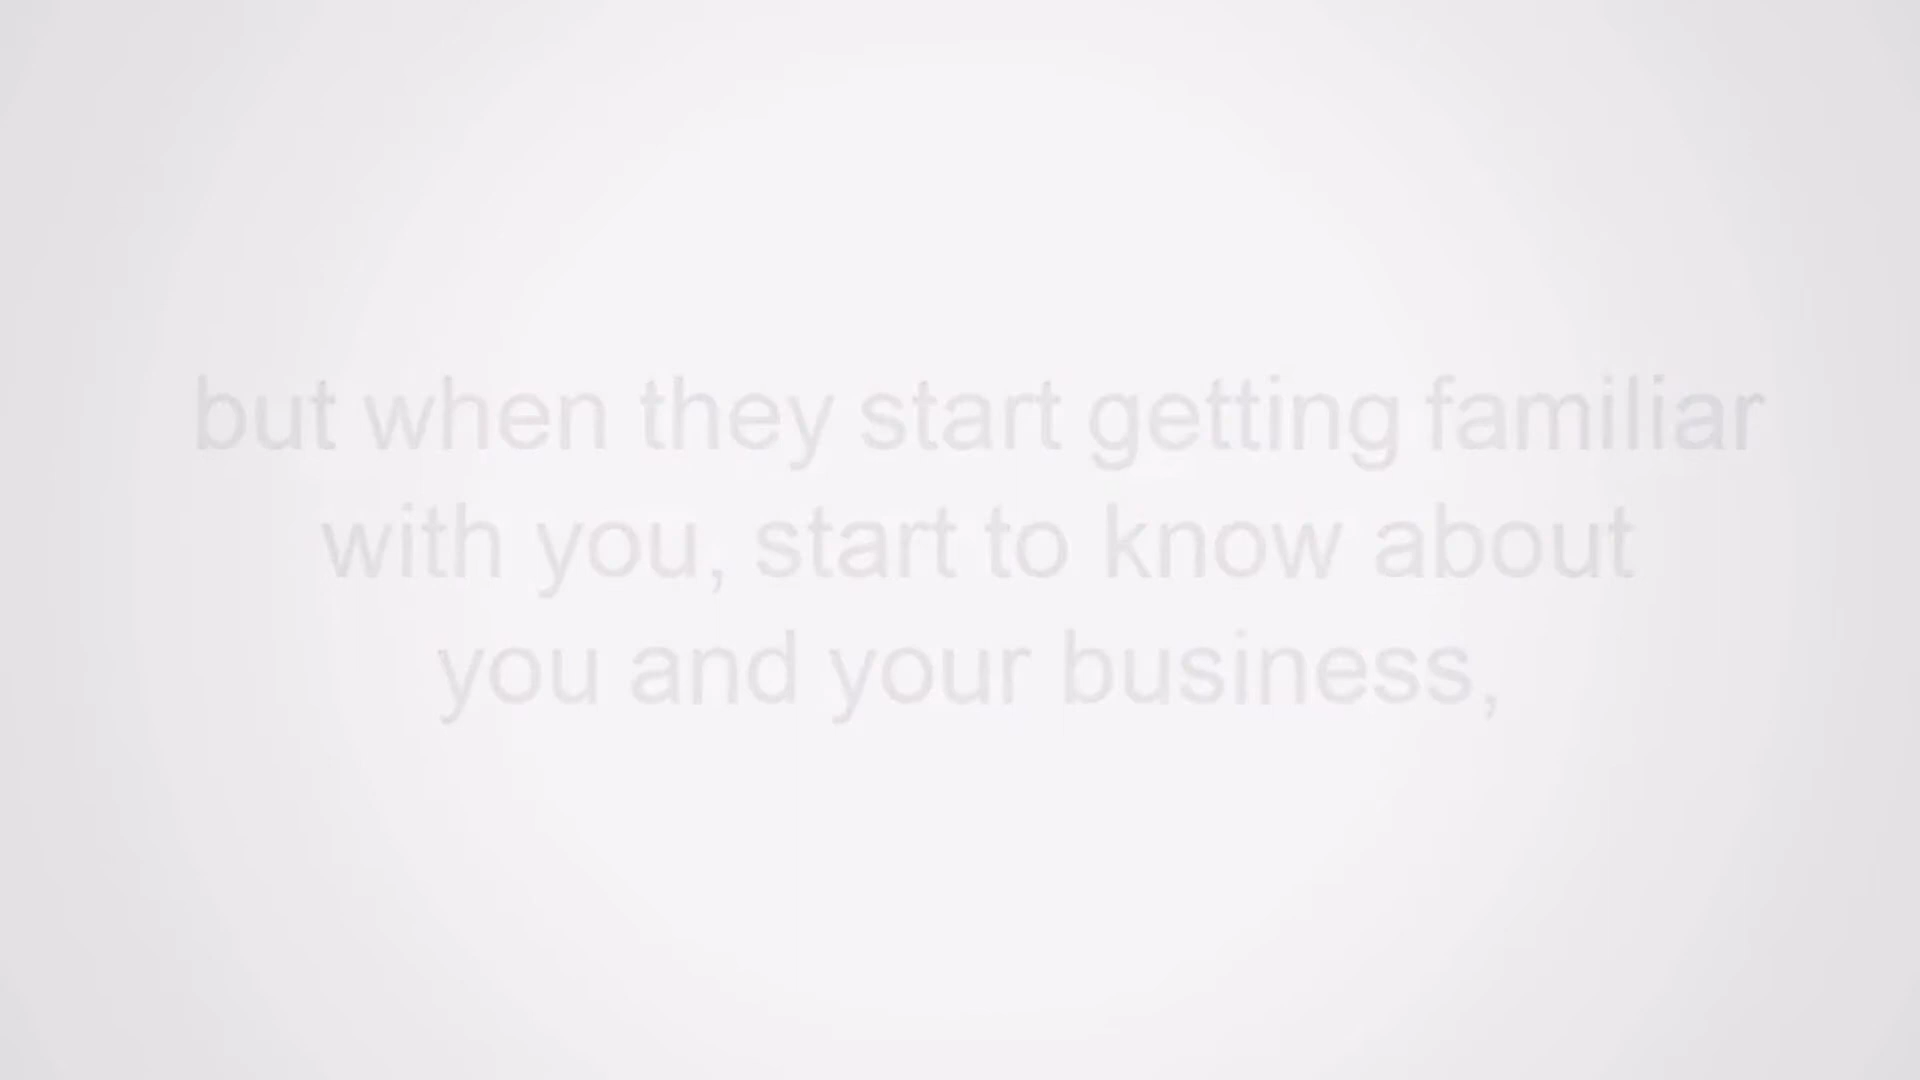 but when they start getting familiar
with you, start to know about
you and your business,